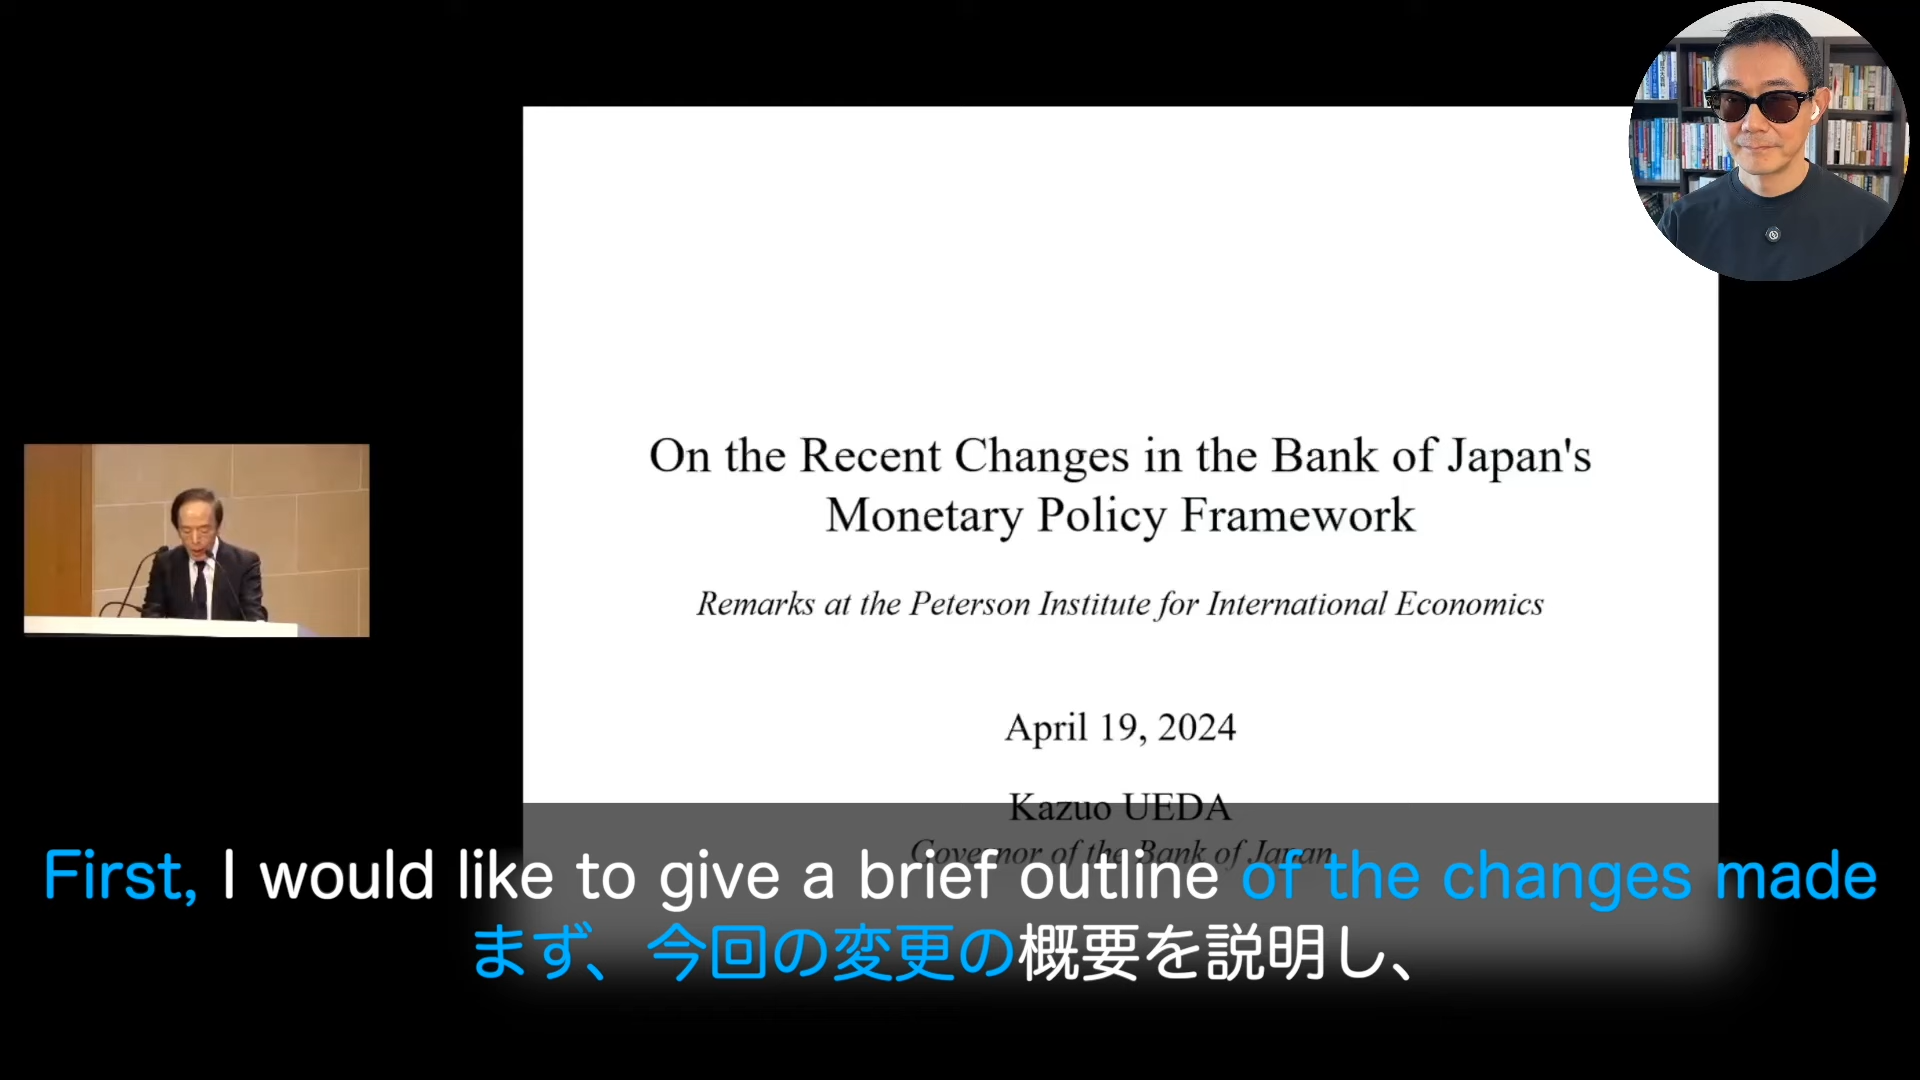 On the Recent Changes in the Bank of Japan's
Monetary Policy Framework
Remarks at the Peterson Institute for International Economics
April 19, 2024
Kazuo UEDA
Governor of the Bank of Japan
First, I would like to give a brief outline of the changes made
まず、今回の変更の概要を説明し、